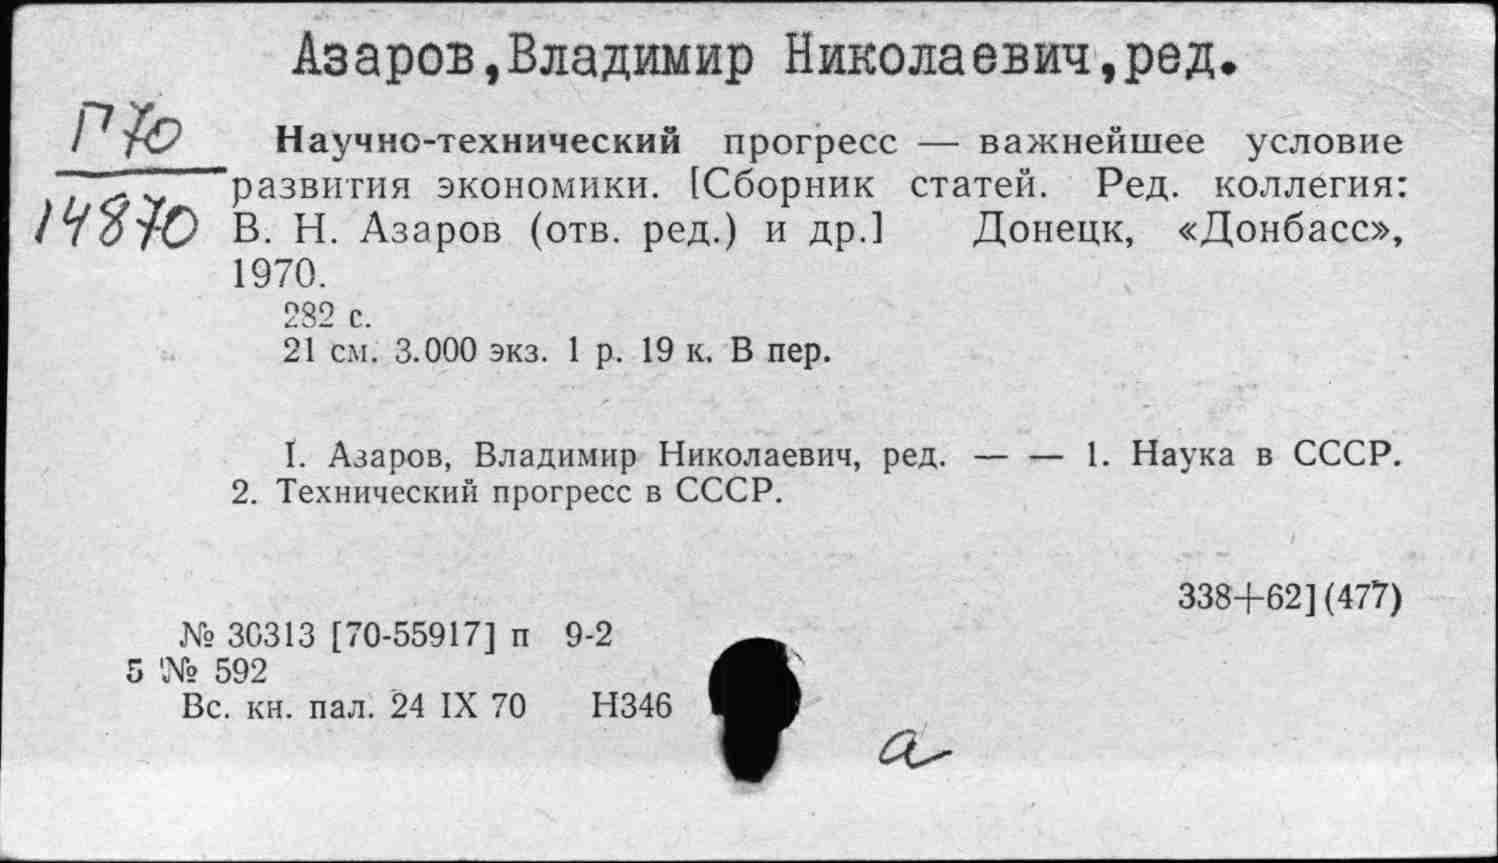 Азаров,Владимир Николаевич,ред.
П70
14870
Научно-технический прогресс — важнейшее условие
развития экономики. [Сборник статей. Ред. коллегия:
В. Н. Азаров (отв. ред.) и др.] Донецк, «Донбасс»,
1970.
282 с.
21 см. 3.000 экз. 1 р. 19 к. В пер.
I. Азаров, Владимир Николаевич, ред. — — 1. Наука в СССР.
2. Технический прогресс в СССР.
338+62] (477)
№ 30313 [70-55917] п 9-2
5 № 592
Вс. кн. пал. 24 IX 70 Н346
а